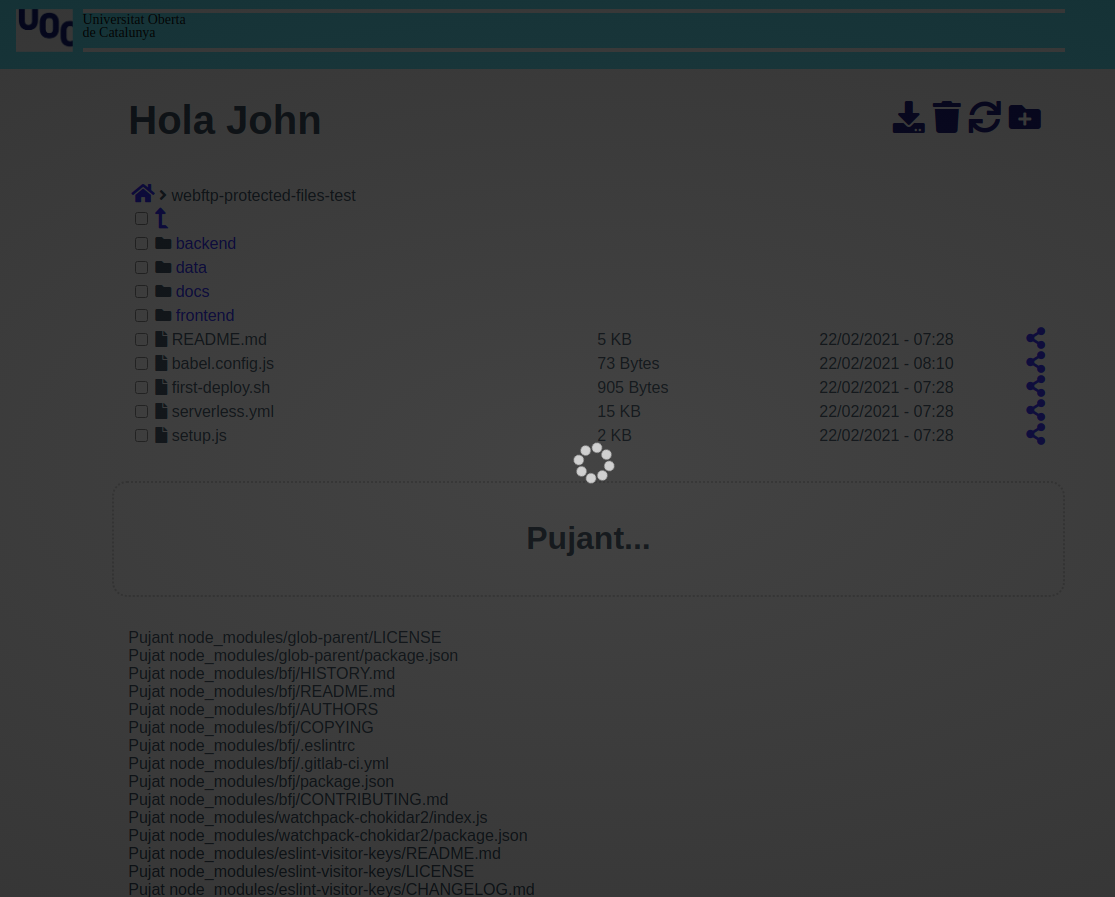 UOC
Universitat Oberta
de Catalunya
Hola John
webftp-protected-files-test
backend
data
docs
frontend
README.md 5 KB 22/02/2021 - 07:28
babel.config.js 73 Bytes 22/02/2021 - 08:10
first-deploy.sh 905 Bytes 22/02/2021 - 07:28
serverless.yml 15 KB 22/02/2021 - 07:28
setup.js 2 KB 22/02/2021 - 07:28
Pujant...
Pujant node_modules/glob-parent/LICENSE
Pujat node_modules/glob-parent/package.json
Pujat node_modules/bfj/HISTORY.md
Pujat node_modules/bfj/README.md
Pujat node_modules/bfj/AUTHORS
Pujat node_modules/bfj/COPYING
Pujat node_modules/bfj/.eslintrc
Pujat node_modules/bfj/.gitlab-ci.yml
Pujat node_modules/bfj/package.json
Pujat node_modules/bfj/CONTRIBUTING.md
Pujat node_modules/watchpack-chokidar2/index.js
Pujat node_modules/watchpack-chokidar2/package.json
Pujat node_modules/eslint-visitor-keys/README.md
Pujat node_modules/eslint-visitor-keys/LICENSE
Pujat node_modules/eslint-visitor-keys/CHANGELOG.md